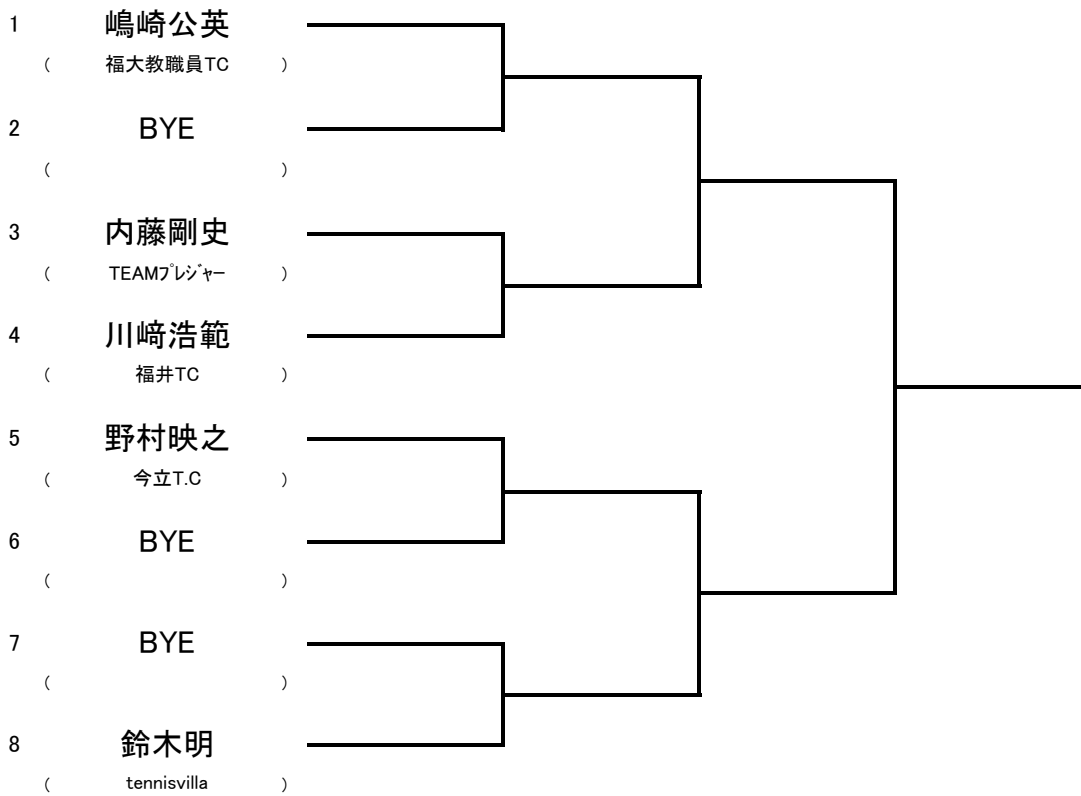 1 嶋崎公英
( 福大教職員TC )
2 BYE
( )
3 内藤剛史
( TEAMﾌﾟﾚｼﾞｬｰ )
4 川﨑浩範
( 福井TC )
5 野村映之
( 今立T.C )
6 BYE
( )
7 BYE
( )
8 鈴木明
( tennisvilla )